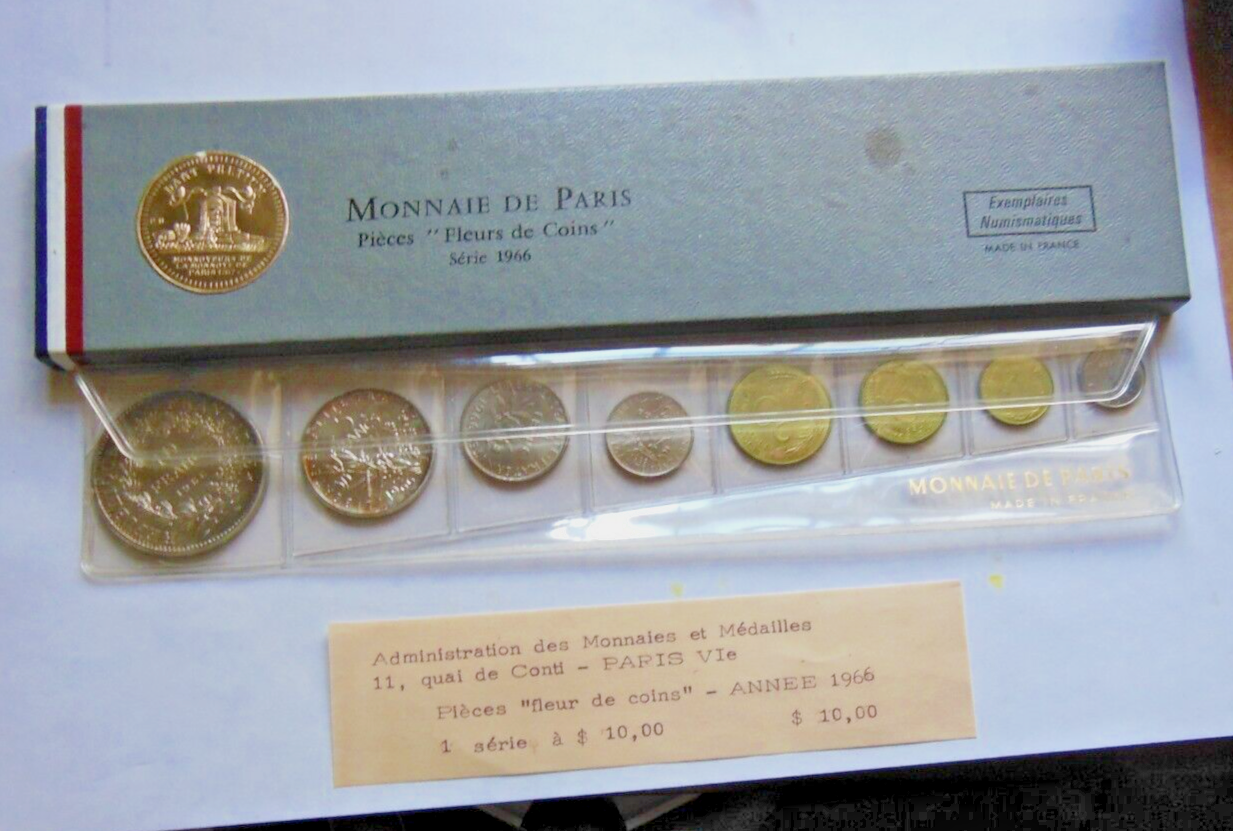 MONNAIE DE PARIS
Pièces "Fleurs de Coins"
Série 1966
Exemplaires
Numismatiques
MADE IN FRANCE
MONNAIE DE PARIS
MADE IN FRANCE
Administration des Monnaies et Médailles
11, quai de Conti - PARIS VIe
Pièces "fleur de coins" - ANNEE 1966
1 série à $ 10,00 $ 10,00